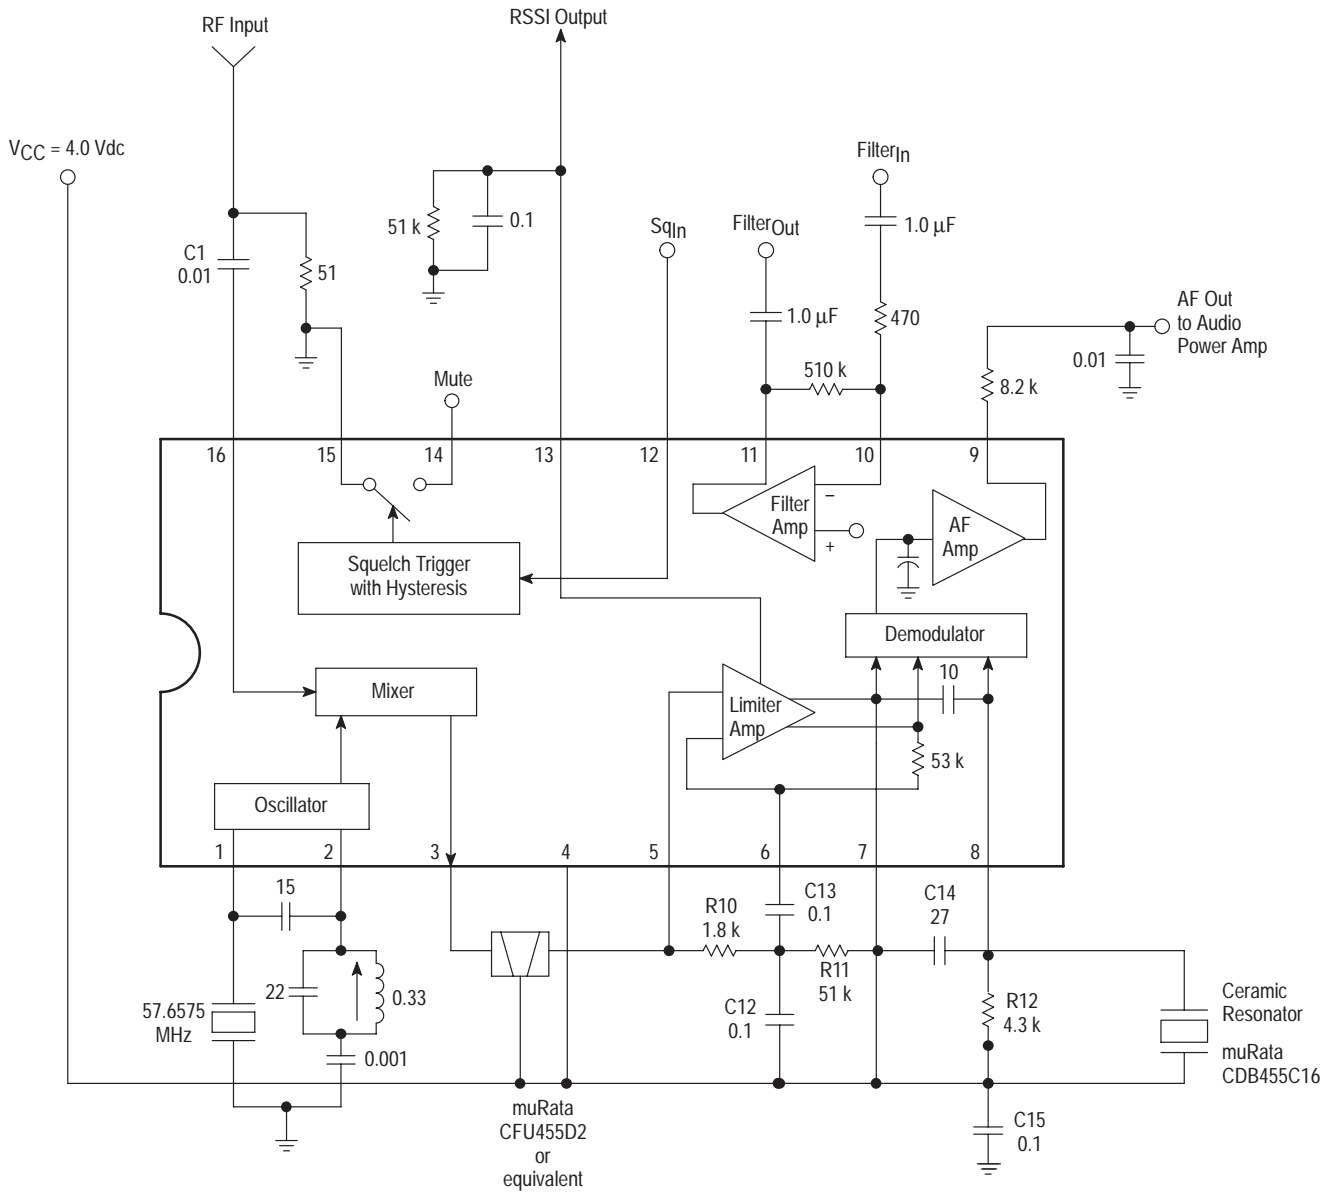 RF Input
RSSI Output
VCC = 4.0 Vdc
FilterIn
51 k
0.1
SqIn
FilterOut
1.0 µF
C1
0.01
51
1.0 µF
470
AF Out
to Audio
Power Amp
0.01
Mute
510 k
8.2 k
16
15
14
13
12
11
10
9
Filter
Amp
–
+
AF
Amp
Squelch Trigger
with Hysteresis
Demodulator
10
Mixer
Limiter
Amp
53 k
Oscillator
1
2
3
4
5
6
7
8
15
C13
0.1
C14
27
R10
1.8 k
R11
51 k
22
0.33
57.6575
MHz
C12
0.1
R12
4.3 k
Ceramic
Resonator
muRata
CDB455C16
0.001
muRata
CFU455D2
or
equivalent
C15
0.1